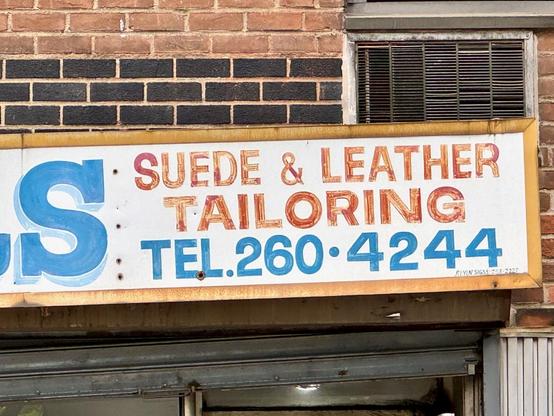 S
SUEDE & LEATHER
TAILORING
TEL. 260·4244